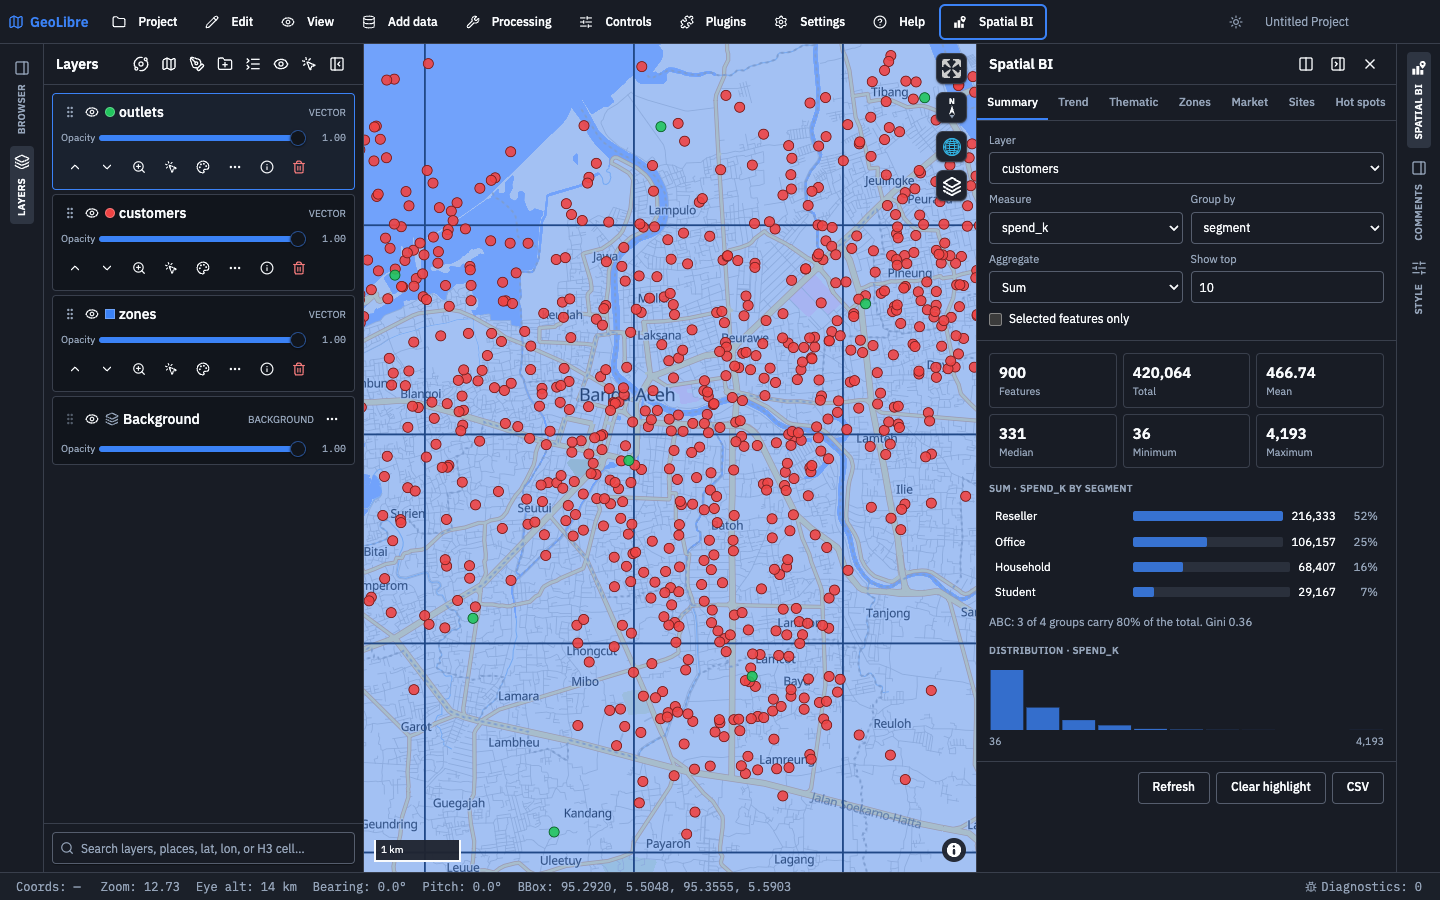 GeoLibre
Project
Edit
View
Add data
Processing
Controls
Plugins
Settings
Help
Spatial BI
Untitled Project
BROWSER
LAYERS
Layers
outlets
VECTOR
Opacity
1.00
customers
VECTOR
Opacity
1.00
zones
VECTOR
Opacity
1.00
Background
BACKGROUND
Opacity
1.00
Search layers, places, lat, lon, or H3 cell...
Tibang
Jeulingke
Lampulo
Jawa
Pineung
Laksana
Beurawe
Blangoi
Banda Aceh
Lamteh
Ille
Surien
Seutui
Batoh
Bitai
Tanjong
Lhongcut
Mibo
Lamcot
Lamara
Garot
Lambheu
Reuloh
Lamreung
Guegajah
Kandang
Jalan Soekarno-Hatta
Geundring
Payaroh
Lagang
Uleetuy
Leuue
1 km
N
Spatial BI
Summary
Trend
Thematic
Zones
Market
Sites
Hot spots
Layer
customers
Measure
Group by
spend_k
segment
Aggregate
Show top
Sum
10
Selected features only
900
Features
420,064
Total
466.74
Mean
331
Median
36
Minimum
4,193
Maximum
SUM · SPEND_K BY SEGMENT
Reseller 216,333 52%
Office 106,157 25%
Household 68,407 16%
Student 29,167 7%
ABC: 3 of 4 groups carry 80% of the total. Gini 0.36
DISTRIBUTION · SPEND_K
36
4,193
Refresh
Clear highlight
CSV
SPATIAL BI
COMMENTS
STYLE
Coords: —
Zoom: 12.73
Eye alt: 14 km
Bearing: 0.0°
Pitch: 0.0°
BBox: 95.2920, 5.5048, 95.3555, 5.5903
Diagnostics: 0